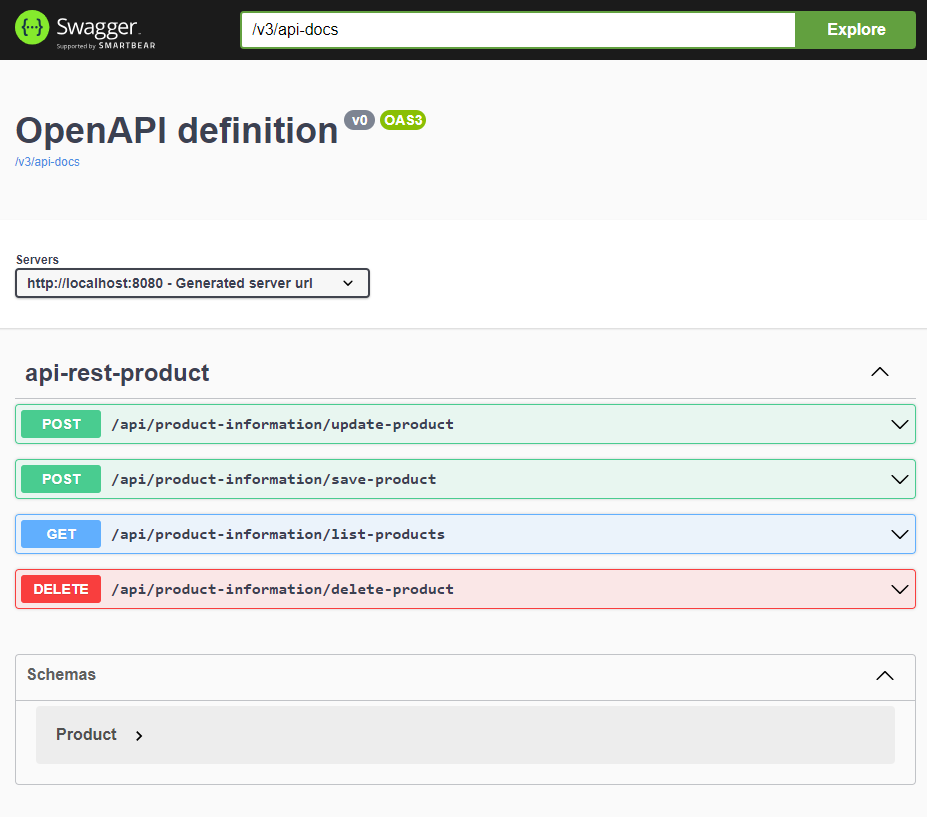 Swagger.
Supported by SMARTBEAR
/v3/api-docs
Explore
OpenAPI definition v0 OAS3
/v3/api-docs
Servers
http://localhost:8080 - Generated server url
api-rest-product
POST /api/product-information/update-product
POST /api/product-information/save-product
GET /api/product-information/list-products
DELETE /api/product-information/delete-product
Schemas
Product